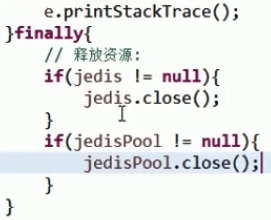 e.printStackTrace();
}finally{
// 释放资源:
if(jedis != null){
jedis.close();
}
if(jedisPool != null){
jedisPool.close();
}
}